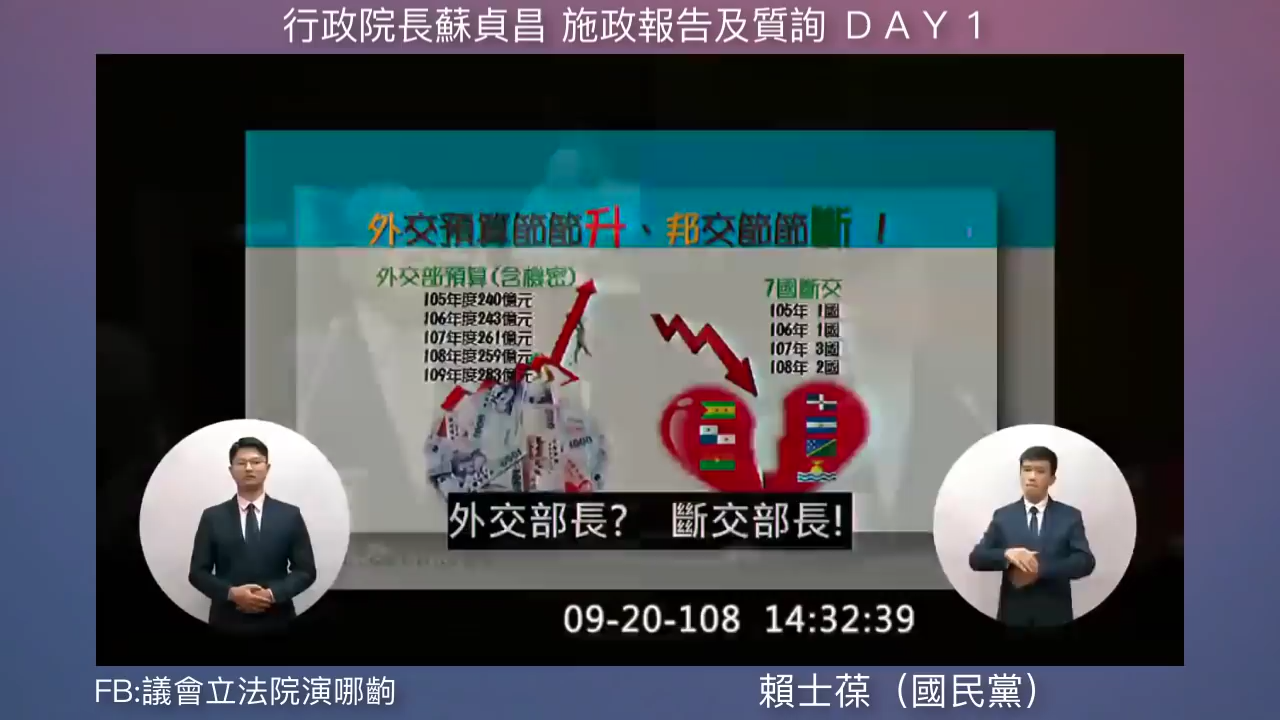 行政院長蘇貞昌 施政報告及質詢 DAY 1
外交預算節節升、邦交節節斷!
外交部預算(含機密)
105年度240億元
106年度243億元
107年度261億元
108年度259億元
109年度283億元
7國斷交
105年 1國
106年 1國
107年 3國
108年 2國
外交部長? 斷交部長!
09-20-108 14:32:39
FB:議會立法院演哪齣
賴士葆(國民黨)